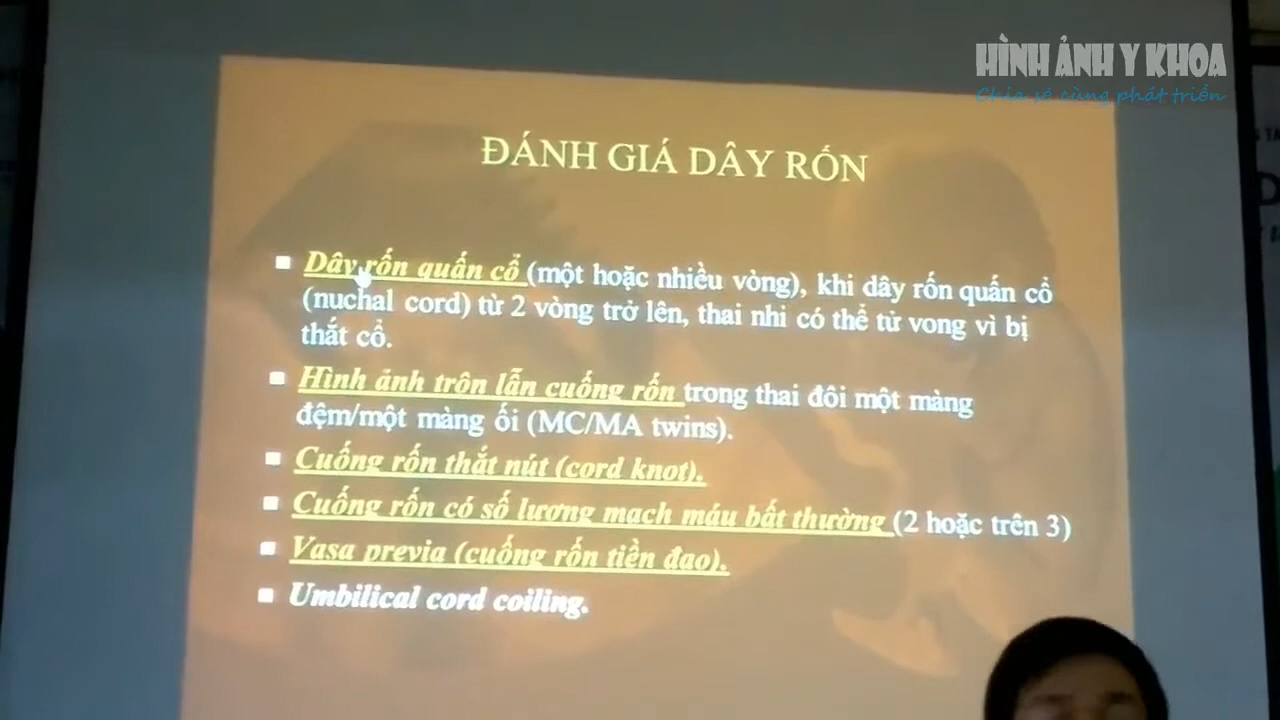 HÌNH ẢNH Y KHOA
Chia sẻ cùng phát triển
ĐÁNH GIÁ DÂY RỐN
Dây rốn quấn cổ (một hoặc nhiều vòng), khi dây rốn quấn cổ
(nuchal cord) từ 2 vòng trở lên, thai nhi có thể tử vong vì bị
thắt cổ.
Hình ảnh trộn lẫn cuống rốn trong thai đôi một màng
đệm/một màng ối (MC/MA twins).
Cuống rốn thắt nút (cord knot).
Cuống rốn có số lượng mạch máu bất thường (2 hoặc trên 3)
Vasa previa (cuống rốn tiền đạo).
Umbilical cord coiling.